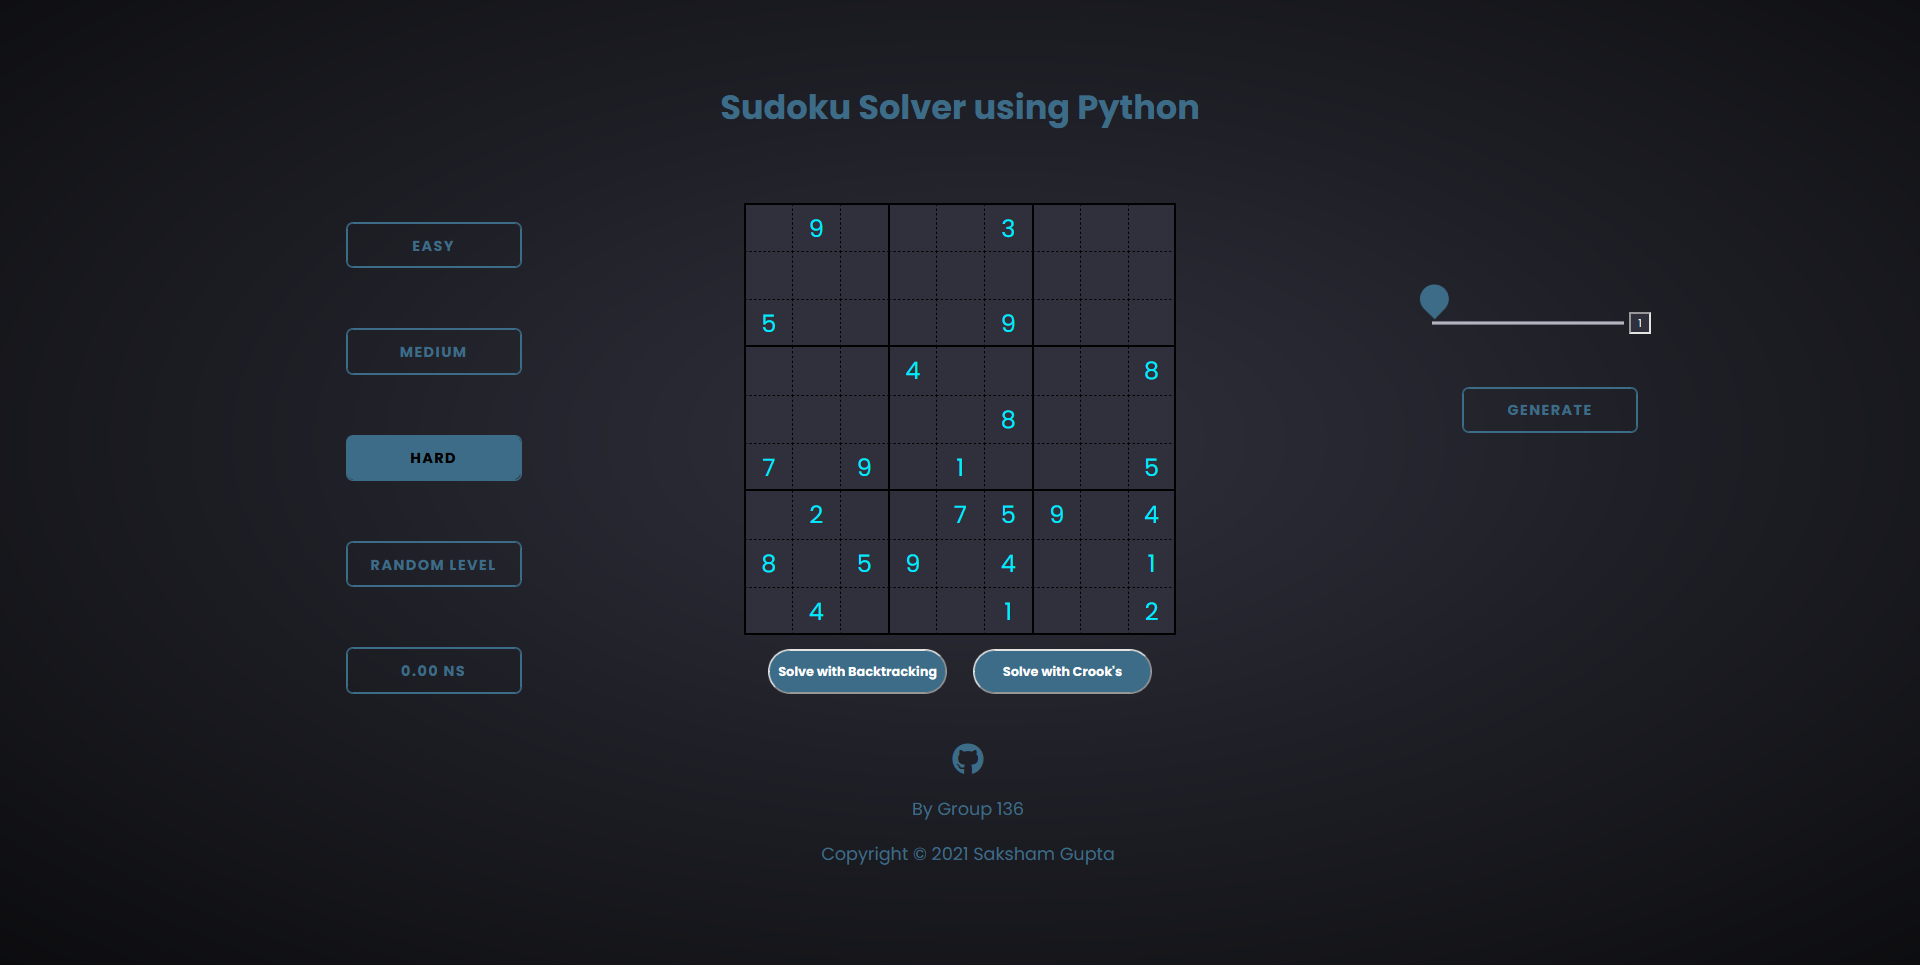 Sudoku Solver using Python
EASY
MEDIUM
HARD
RANDOM LEVEL
0.00 NS
9 3
5 9
4 8
8
7 9 1 5
2 7 5 9 4
8 5 9 4 1
4 1 2
Solve with Backtracking
Solve with Crook's
1
GENERATE
By Group 136
Copyright © 2021 Saksham Gupta